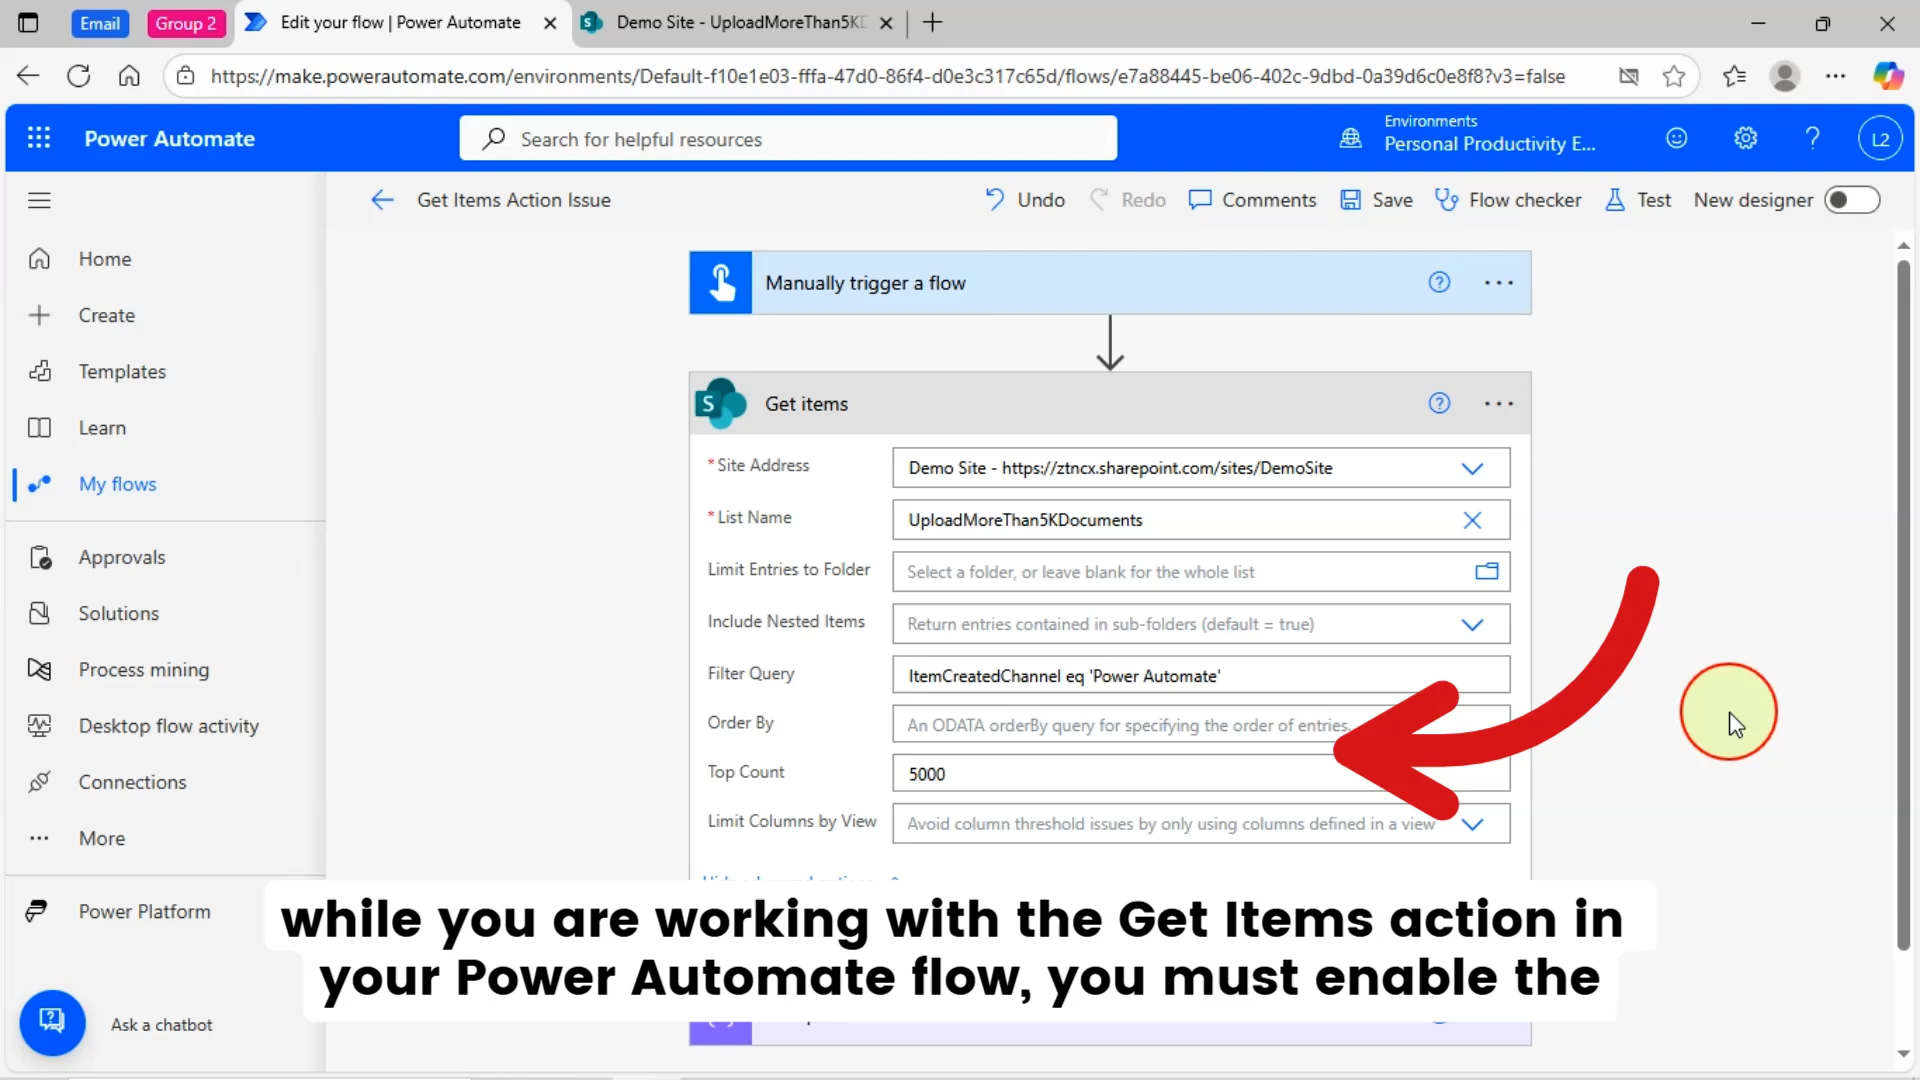 Email
Group 2
Edit your flow | Power Automate
Demo Site - UploadMoreThan5KD
https://make.powerautomate.com/environments/Default-f10e1e03-fffa-47d0-86f4-d0e3c317c65d/flows/e7a88445-be06-402c-9dbd-0a39d6c0e8f8?v3=false
Power Automate
Search for helpful resources
Environments
Personal Productivity E...
L2
Get Items Action Issue
Undo
Redo
Comments
Save
Flow checker
Test
New designer
Home
Create
Templates
Learn
My flows
Approvals
Solutions
Process mining
Desktop flow activity
Connections
More
Power Platform
Ask a chatbot
Manually trigger a flow
Get items
*Site Address
Demo Site - https://ztncx.sharepoint.com/sites/DemoSite
*List Name
UploadMoreThan5KDocuments
Limit Entries to Folder
Select a folder, or leave blank for the whole list
Include Nested Items
Return entries contained in sub-folders (default = true)
Filter Query
ItemCreatedChannel eq 'Power Automate'
Order By
An ODATA orderBy query for specifying the order of entries.
Top Count
5000
Limit Columns by View
Avoid column threshold issues by only using columns defined in a view
while you are working with the Get Items action in
your Power Automate flow, you must enable the